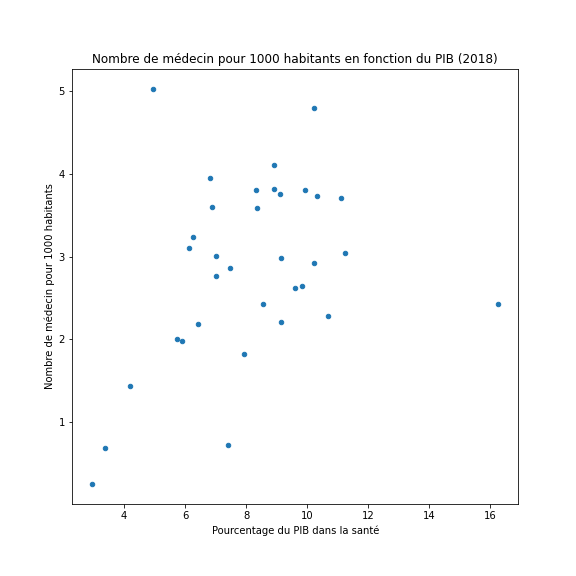 Nombre de médecin pour 1000 habitants en fonction du PIB (2018)
Nombre de médecin pour 1000 habitants
5
4
3
2
1
4 6 8 10 12 14 16
Pourcentage du PIB dans la santé